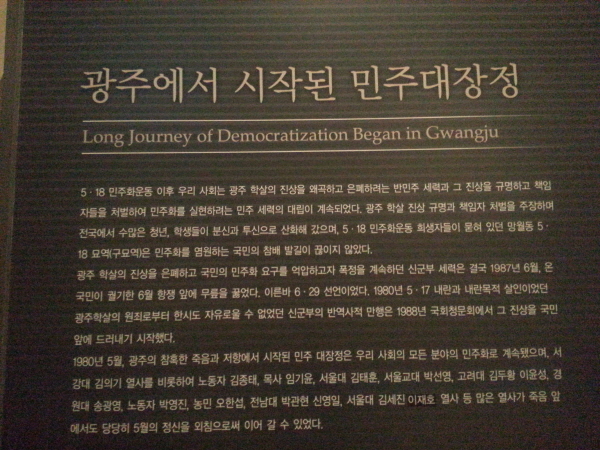 광주에서 시작된 민주대장정
Long Journey of Democratization Began in Gwangju
5·18 민주화운동 이후 우리 사회는 광주 학살의 진상을 왜곡하고 은폐하려는 반민주 세력과 그 진상을 규명하고 책임
자들을 처벌하여 민주화를 실현하려는 민주 세력의 대립이 계속되었다. 광주 학살 진상 규명과 책임자 처벌을 주장하며
전국에서 수많은 청년, 학생들이 분신과 투신으로 산화해 갔으며, 5·18 민주화운동 희생자들이 묻혀 있던 망월동 5·
18 묘역(구묘역)은 민주화를 염원하는 국민의 참배 발길이 끊이지 않았다.
광주 학살의 진상을 은폐하고 국민의 민주화 요구를 억압하고자 폭정을 계속하던 신군부 세력은 결국 1987년 6월, 온
국민이 궐기한 6월 항쟁 앞에 무릎을 꿇었다. 이른바 6·29 선언이었다. 1980년 5·17 내란과 내란목적 살인이었던
광주학살의 원죄로부터 한시도 자유로울 수 없었던 신군부의 반역사적 만행은 1988년 국회청문회에서 그 진상을 국민
앞에 드러내기 시작했다.
1980년 5월, 광주의 참혹한 죽음과 저항에서 시작된 민주 대장정은 우리 사회의 모든 분야의 민주화로 계속됐으며, 서
강대 김의기 열사를 비롯하여 노동자 김종태, 목사 임기윤, 서울대 김태훈, 서울교대 박선영, 고려대 김두황 이윤성, 경
원대 송광영, 노동자 박영진, 농민 오한섭, 전남대 박관현 신영일, 서울대 김세진 이재호 열사 등 많은 열사가 죽음 앞
에서도 당당히 5월의 정신을 외침으로써 이어 갈 수 있었다.